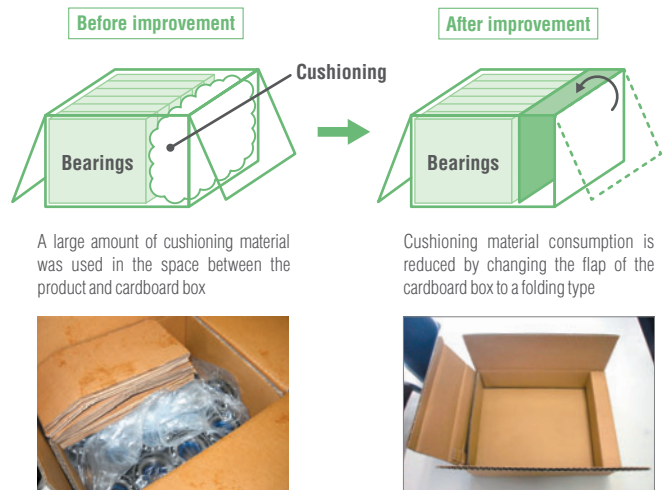 Before improvement
After improvement
Cushioning
Bearings
Bearings
A large amount of cushioning material
was used in the space between the
product and cardboard box
Cushioning material consumption is
reduced by changing the flap of the
cardboard box to a folding type